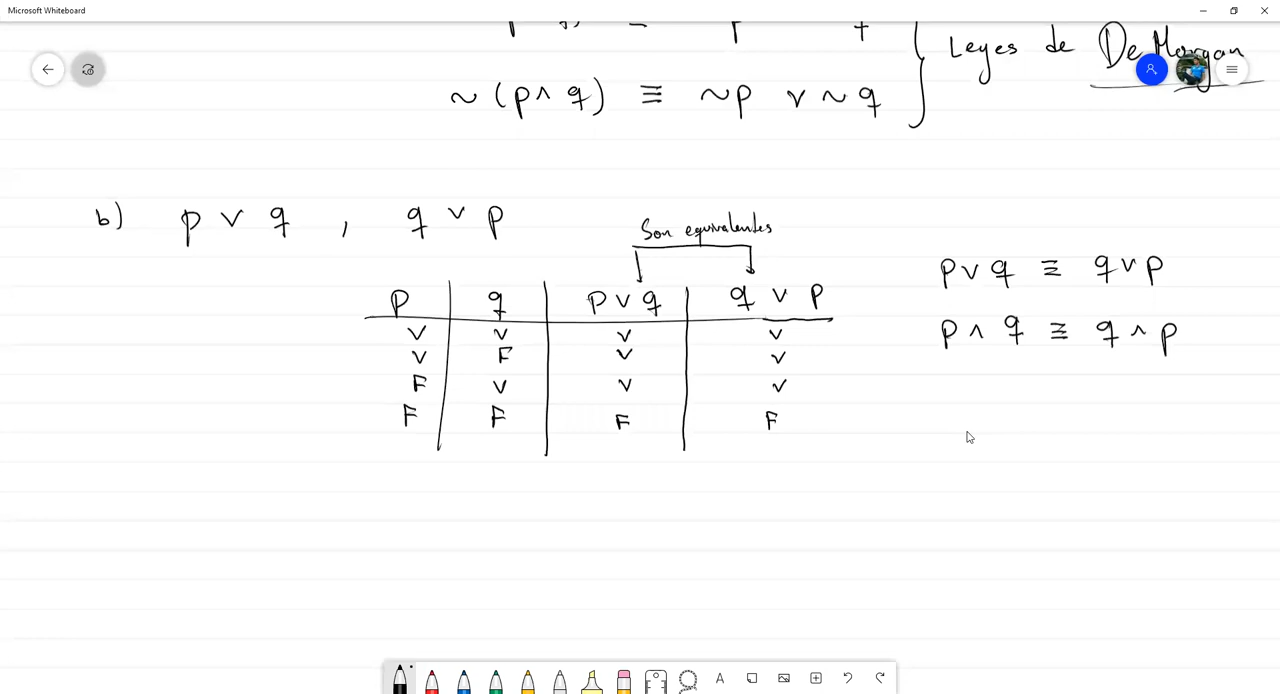 Microsoft Whiteboard
Leyes de De Morgan
~ (p ∧ q) ≡ ~p ∨ ~q
b) p ∨ q , q ∨ p
Son equivalentes
p q p ∨ q q ∨ p
V V V V
V F V V
F V V V
F F F F
p ∨ q ≡ q ∨ p
p ∧ q ≡ q ∧ p
A